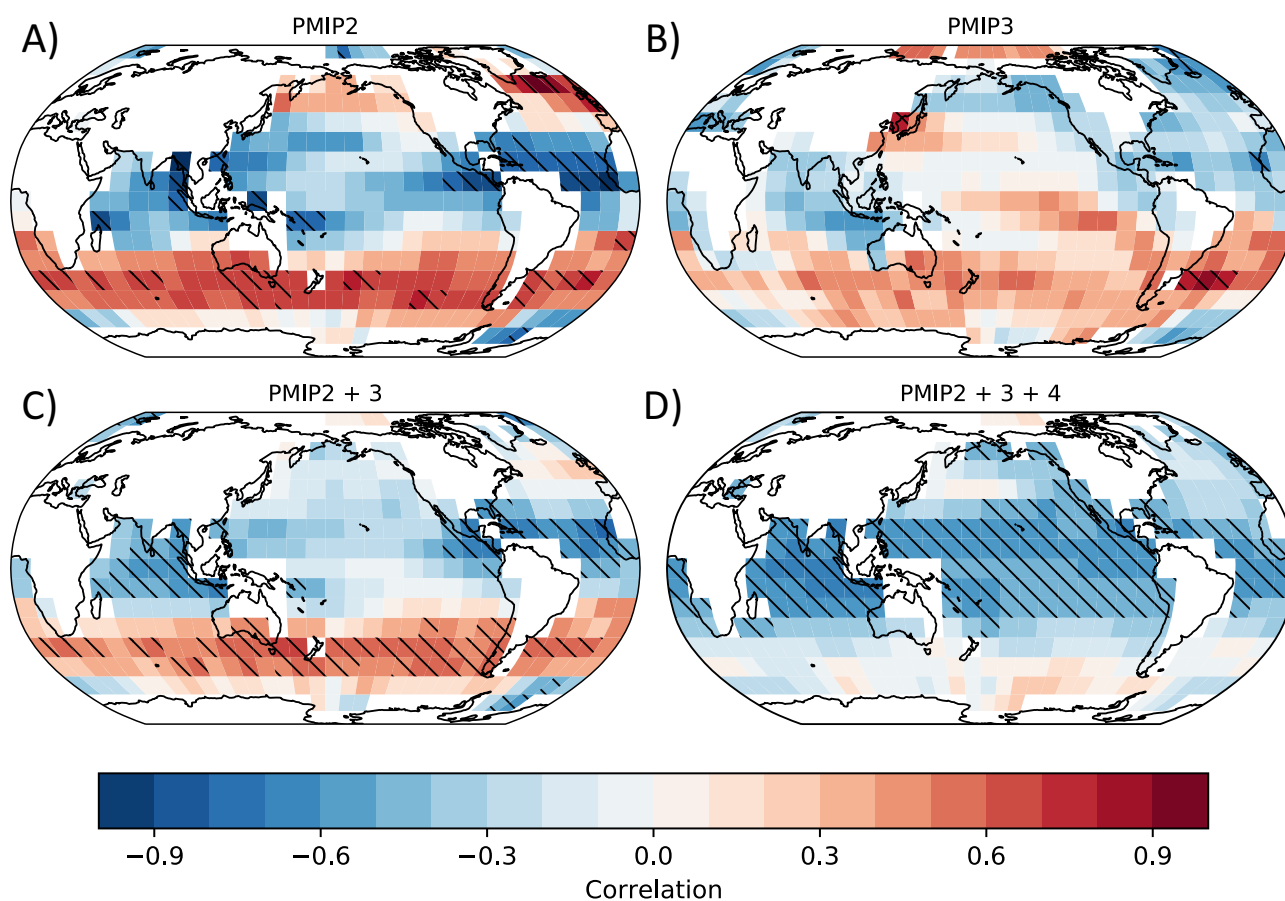 A)
PMIP2
B)
PMIP3
C)
PMIP2 + 3
D)
PMIP2 + 3 + 4
−0.9
−0.6
−0.3
0.0
0.3
0.6
0.9
Correlation